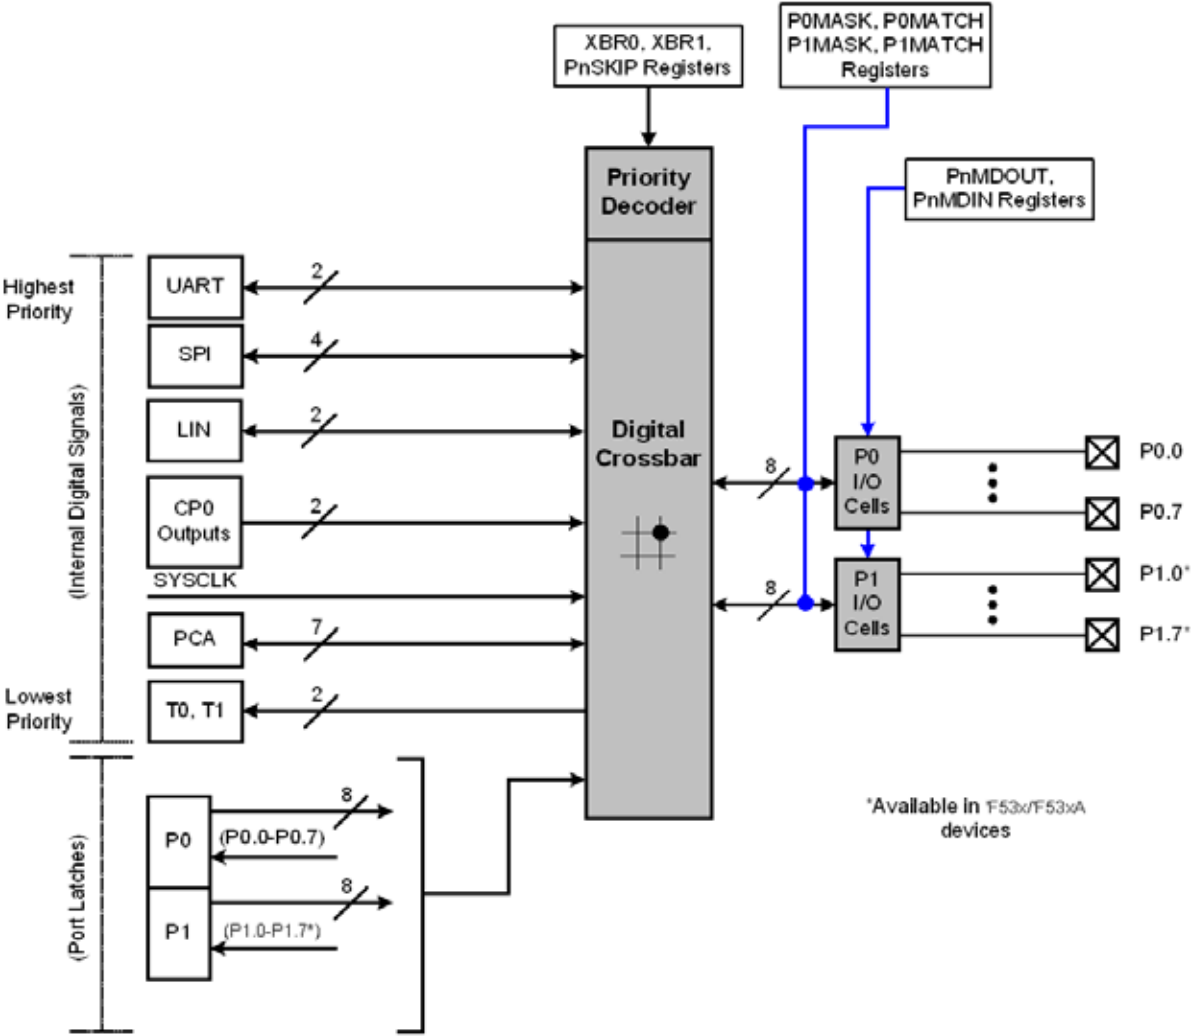 XBR0, XBR1,
PnSKIP Registers
P0MASK, P0MATCH
P1MASK, P1MATCH
Registers
PnMDOUT,
PnMDIN Registers
Priority
Decoder
Highest
Priority
(Internal Digital Signals)
UART
2
SPI
4
LIN
2
CP0
Outputs
2
SYSCLK
PCA
7
Lowest
Priority
T0, T1
2
Digital
Crossbar
8
P0
I/O
Cells
P0.0
P0.7
8
P1
I/O
Cells
P1.0*
P1.7*
(Port Latches)
P0
8
(P0.0-P0.7)
P1
8
(P1.0-P1.7*)
*Available in 'F53x/'F53xA
devices